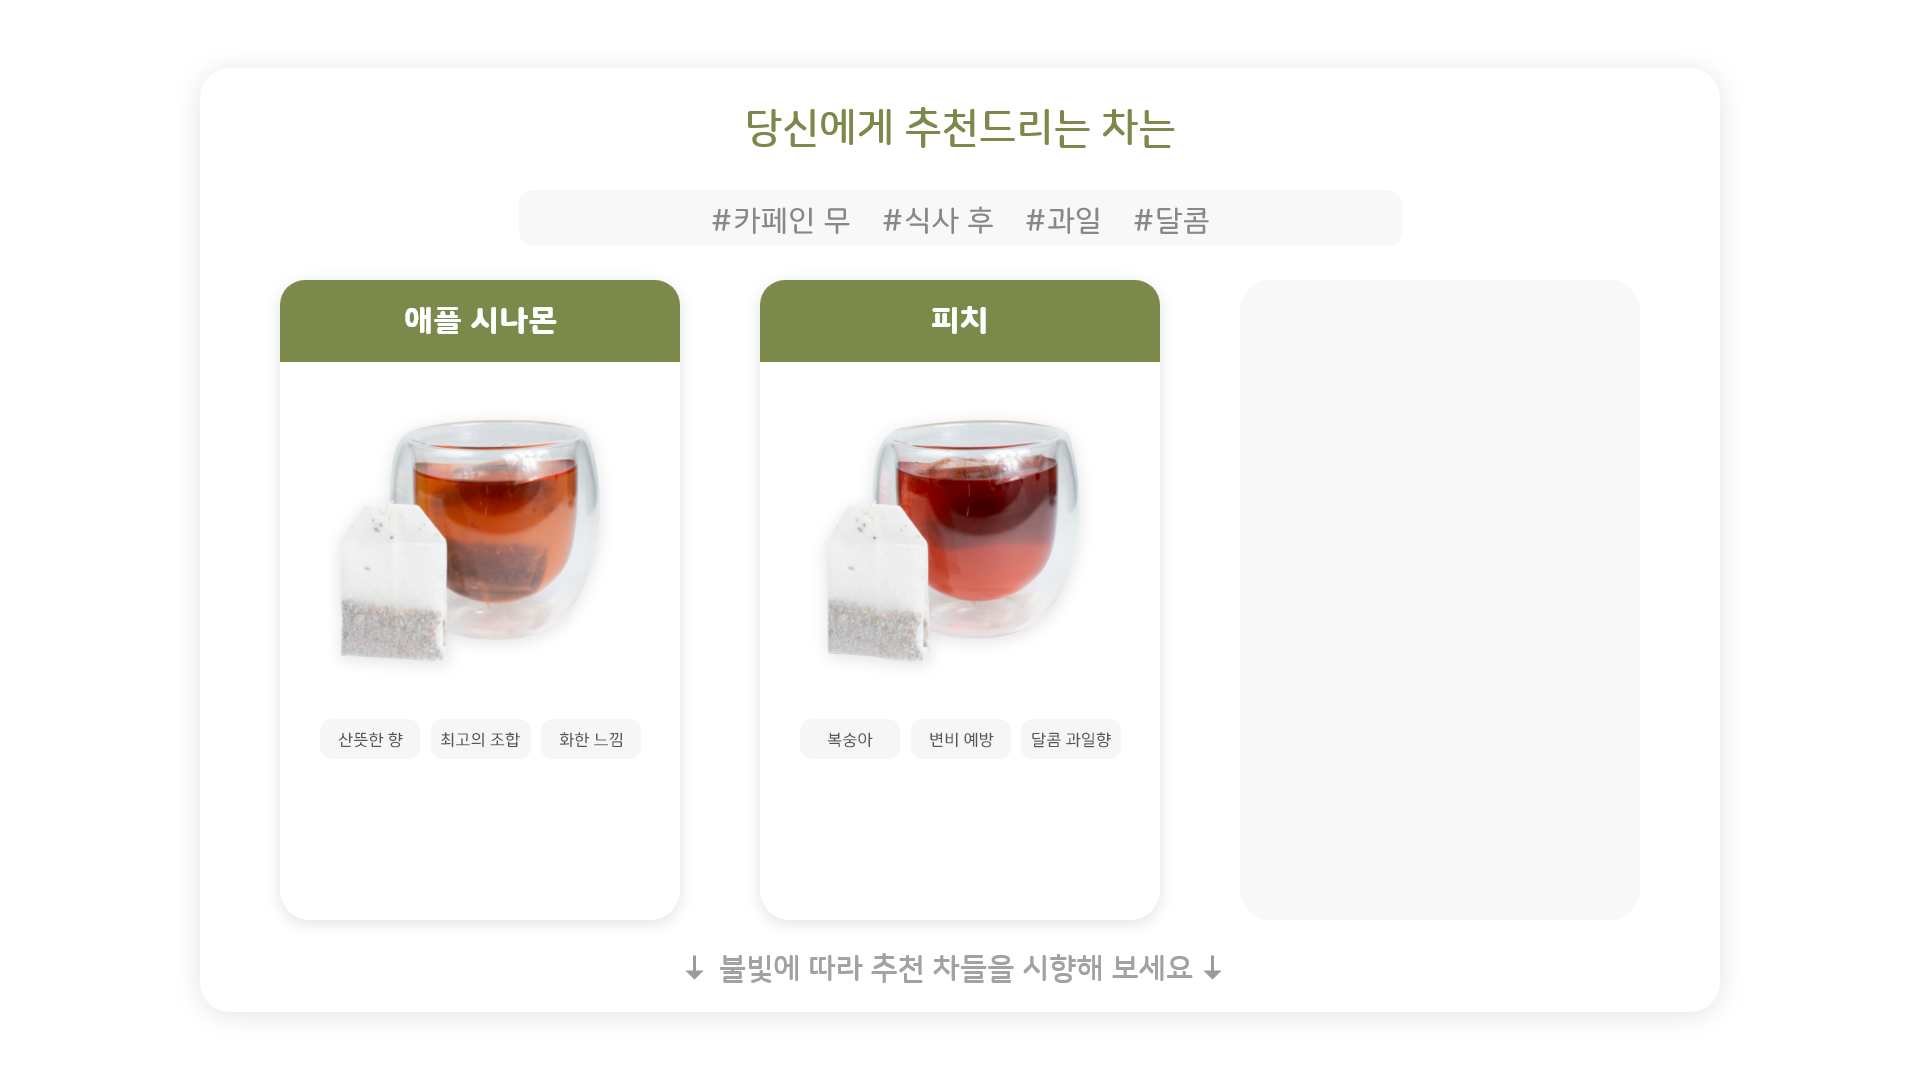 당신에게 추천드리는 차는
#카페인 무 #식사 후 #과일 #달콤
애플 시나몬
산뜻한 향 최고의 조합 화한 느낌
피치
복숭아 변비 예방 달콤 과일향
↓ 불빛에 따라 추천 차들을 시향해 보세요 ↓